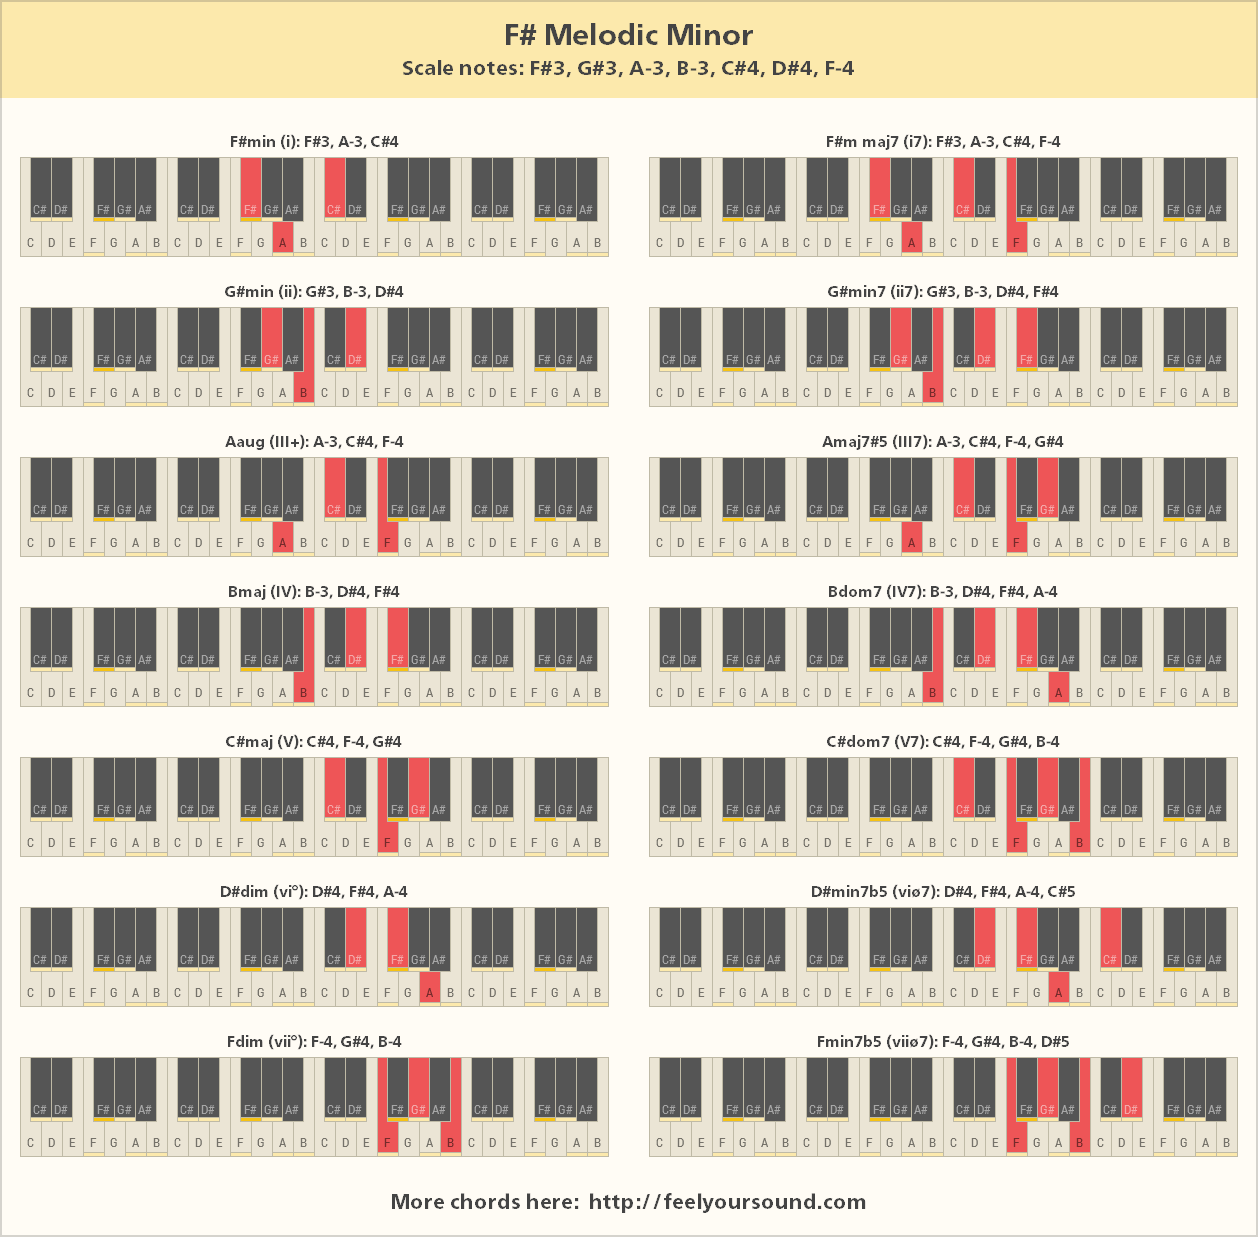 F# Melodic Minor
Scale notes: F#3, G#3, A-3, B-3, C#4, D#4, F-4
F#min (i): F#3, A-3, C#4
C# D# F# G# A# C# D# F# G# A# C# D# F# G# A# C# D# F# G# A#
C D E F G A B C D E F G A B C D E F G A B C D E F G A B
F#m maj7 (i7): F#3, A-3, C#4, F-4
C# D# F# G# A# C# D# F# G# A# C# D# F# G# A# C# D# F# G# A#
C D E F G A B C D E F G A B C D E F G A B C D E F G A B
G#min (ii): G#3, B-3, D#4
C# D# F# G# A# C# D# F# G# A# C# D# F# G# A# C# D# F# G# A#
C D E F G A B C D E F G A B C D E F G A B C D E F G A B
G#min7 (ii7): G#3, B-3, D#4, F#4
C# D# F# G# A# C# D# F# G# A# C# D# F# G# A# C# D# F# G# A#
C D E F G A B C D E F G A B C D E F G A B C D E F G A B
Aaug (III+): A-3, C#4, F-4
C# D# F# G# A# C# D# F# G# A# C# D# F# G# A# C# D# F# G# A#
C D E F G A B C D E F G A B C D E F G A B C D E F G A B
Amaj7#5 (III7): A-3, C#4, F-4, G#4
C# D# F# G# A# C# D# F# G# A# C# D# F# G# A# C# D# F# G# A#
C D E F G A B C D E F G A B C D E F G A B C D E F G A B
Bmaj (IV): B-3, D#4, F#4
C# D# F# G# A# C# D# F# G# A# C# D# F# G# A# C# D# F# G# A#
C D E F G A B C D E F G A B C D E F G A B C D E F G A B
Bdom7 (IV7): B-3, D#4, F#4, A-4
C# D# F# G# A# C# D# F# G# A# C# D# F# G# A# C# D# F# G# A#
C D E F G A B C D E F G A B C D E F G A B C D E F G A B
C#maj (V): C#4, F-4, G#4
C# D# F# G# A# C# D# F# G# A# C# D# F# G# A# C# D# F# G# A#
C D E F G A B C D E F G A B C D E F G A B C D E F G A B
C#dom7 (V7): C#4, F-4, G#4, B-4
C# D# F# G# A# C# D# F# G# A# C# D# F# G# A# C# D# F# G# A#
C D E F G A B C D E F G A B C D E F G A B C D E F G A B
D#dim (vi°): D#4, F#4, A-4
C# D# F# G# A# C# D# F# G# A# C# D# F# G# A# C# D# F# G# A#
C D E F G A B C D E F G A B C D E F G A B C D E F G A B
D#min7b5 (viø7): D#4, F#4, A-4, C#5
C# D# F# G# A# C# D# F# G# A# C# D# F# G# A# C# D# F# G# A#
C D E F G A B C D E F G A B C D E F G A B C D E F G A B
Fdim (vii°): F-4, G#4, B-4
C# D# F# G# A# C# D# F# G# A# C# D# F# G# A# C# D# F# G# A#
C D E F G A B C D E F G A B C D E F G A B C D E F G A B
Fmin7b5 (viiø7): F-4, G#4, B-4, D#5
C# D# F# G# A# C# D# F# G# A# C# D# F# G# A# C# D# F# G# A#
C D E F G A B C D E F G A B C D E F G A B C D E F G A B
More chords here: http://feelyoursound.com